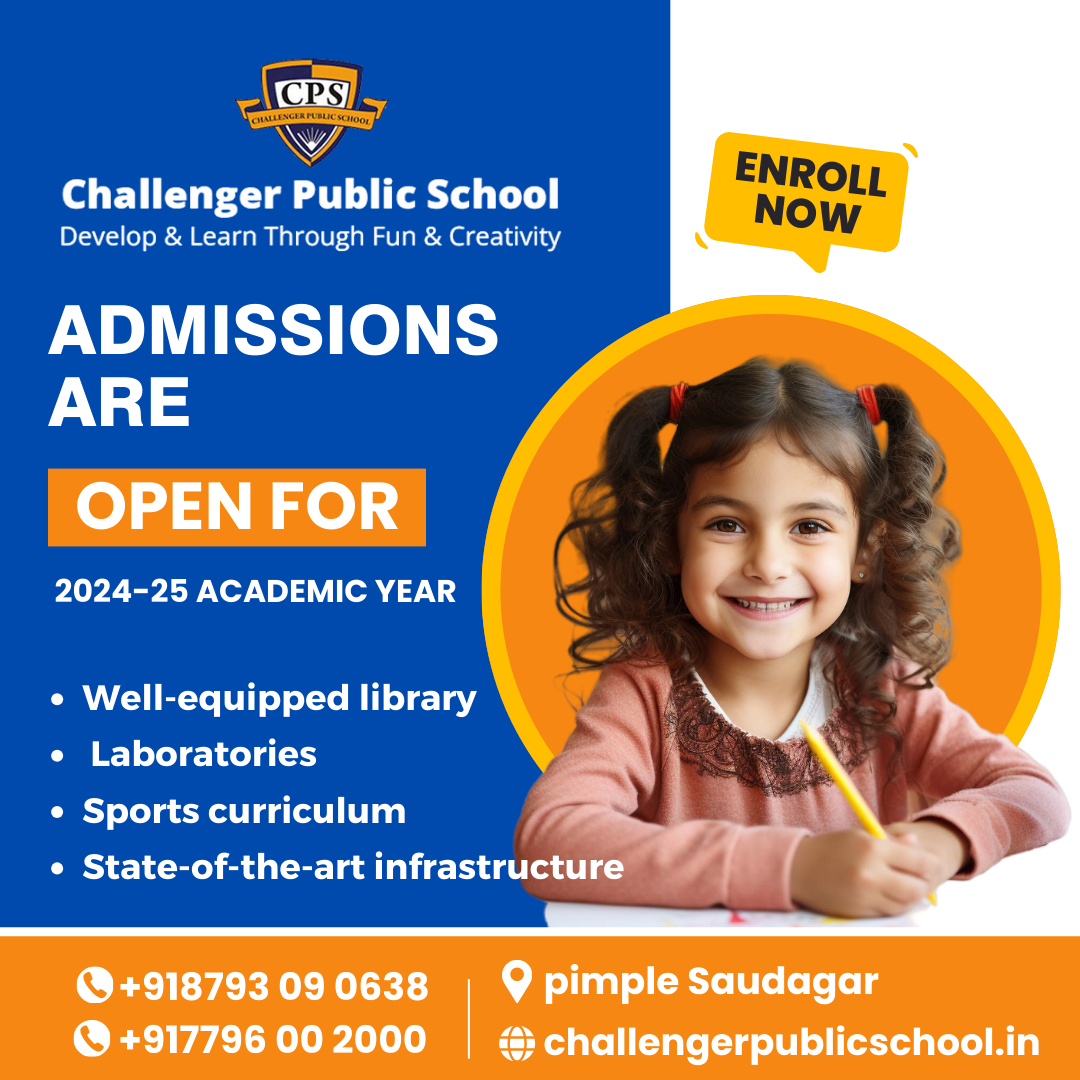 CPS
CHALLENGER PUBLIC SCHOOL
Challenger Public School
Develop & Learn Through Fun & Creativity
ENROLL
NOW
ADMISSIONS
ARE
OPEN FOR
2024-25 ACADEMIC YEAR
• Well-equipped library
• Laboratories
• Sports curriculum
• State-of-the-art infrastructure
+918793 09 0638
+917796 00 2000
pimple Saudagar
challengerpublicschool.in